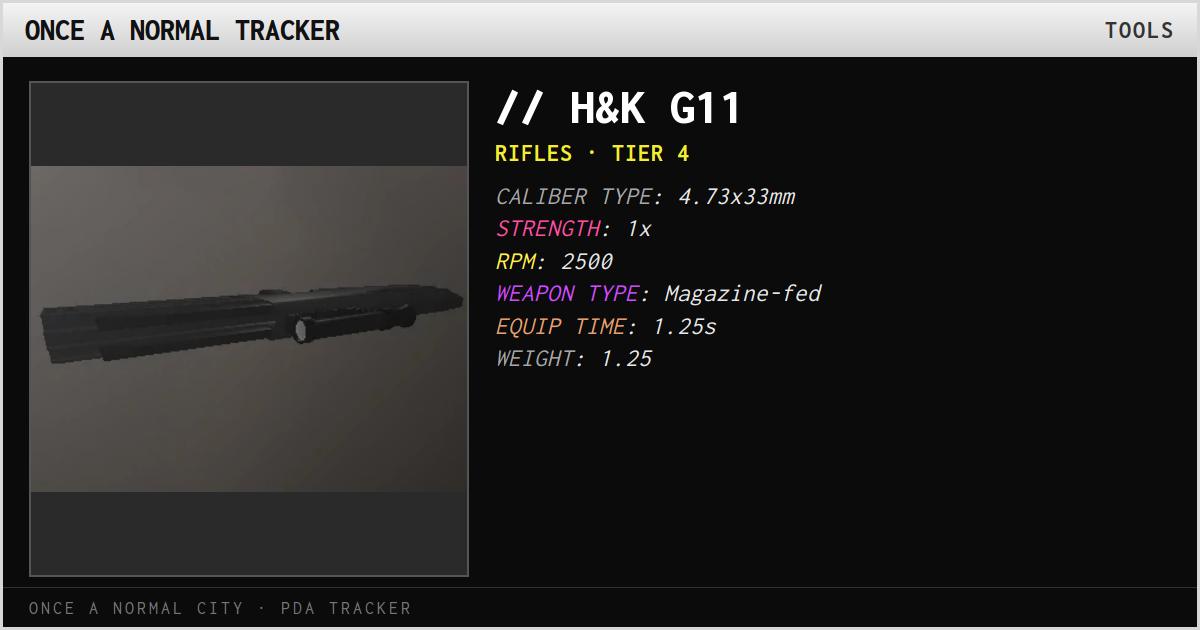 ONCE A NORMAL TRACKER
TOOLS
// H&K G11
RIFLES · TIER 4
CALIBER TYPE: 4.73x33mm
STRENGTH: 1x
RPM: 2500
WEAPON TYPE: Magazine-fed
EQUIP TIME: 1.25s
WEIGHT: 1.25
ONCE A NORMAL CITY · PDA TRACKER